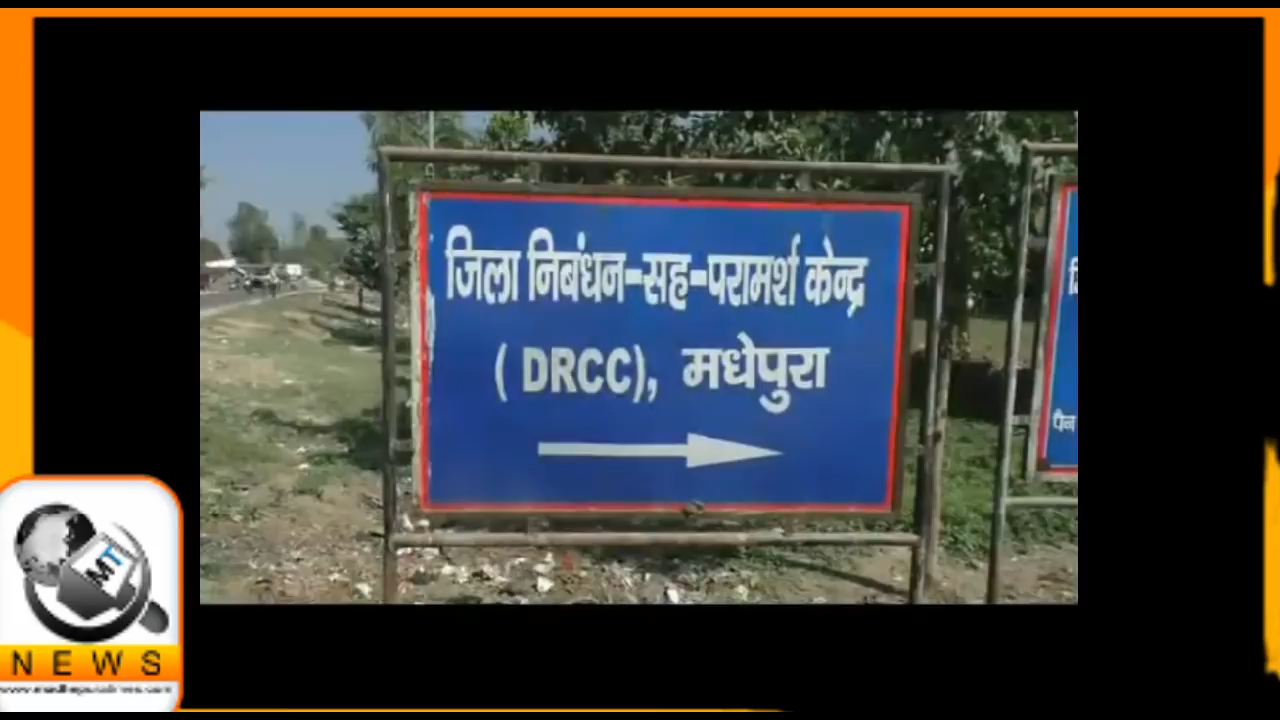 जिला निबंधन-सह-परामर्श केन्द्र
( DRCC), मधेपुरा
पैन
MT
NEWS